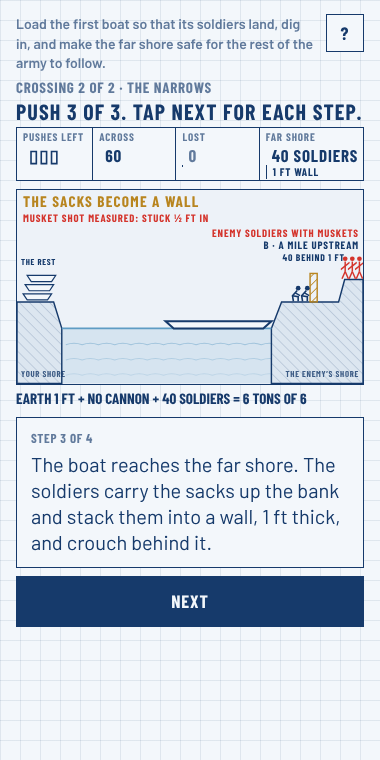 Load the first boat so that its soldiers land, dig
in, and make the far shore safe for the rest of the
army to follow.
?
CROSSING 2 OF 2 · THE NARROWS
PUSH 3 OF 3. TAP NEXT FOR EACH STEP.
PUSHES LEFT
ACROSS
60
LOST
0
FAR SHORE
40 SOLDIERS
1 FT WALL
THE SACKS BECOME A WALL
MUSKET SHOT MEASURED: STUCK ½ FT IN
ENEMY SOLDIERS WITH MUSKETS
B · A MILE UPSTREAM
40 BEHIND 1 FT
THE REST
YOUR SHORE
THE ENEMY'S SHORE
EARTH 1 FT + NO CANNON + 40 SOLDIERS = 6 TONS OF 6
STEP 3 OF 4
The boat reaches the far shore. The
soldiers carry the sacks up the bank
and stack them into a wall, 1 ft thick,
and crouch behind it.
NEXT